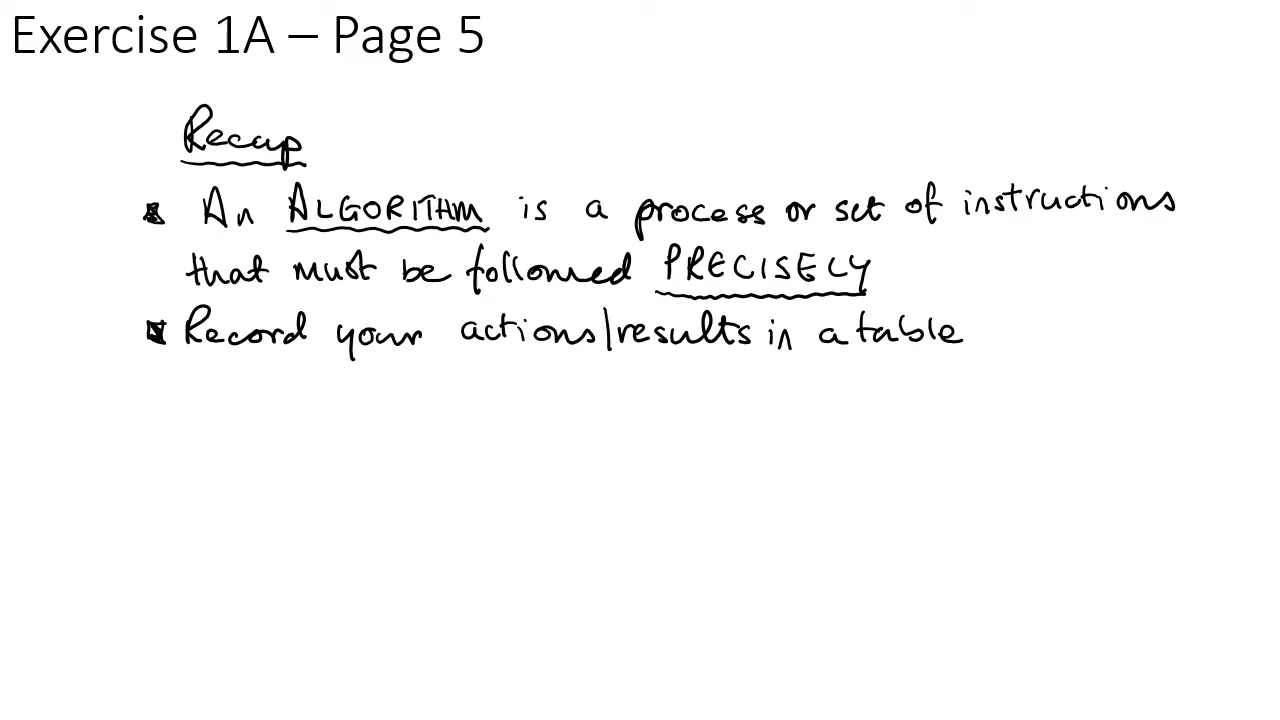 Exercise 1A – Page 5
Recap
An ALGORITHM is a process or set of instructions
that must be followed PRECISELY
Record your actions/results in a table